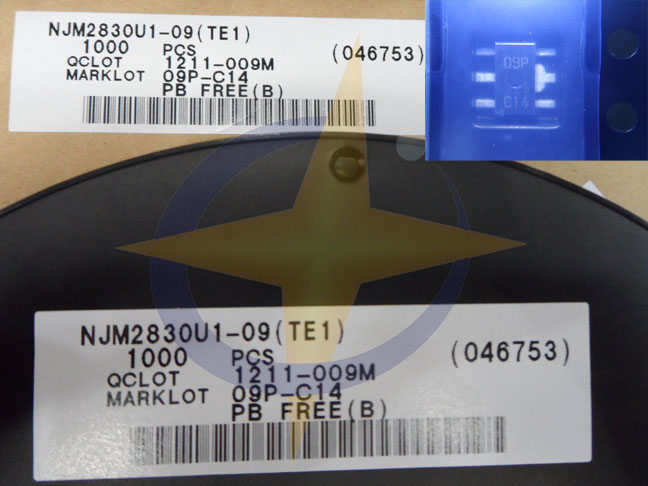 NJM2830U1-09(TE1)
1000 PCS (046753)
QCLOT 1211-009M
MARKLOT 09P-C14
PB FREE(B)
09P
C14
NJM2830U1-09(TE1)
1000 PCS (046753)
QCLOT 1211-009M
MARKLOT 09P-C14
PB FREE(B)